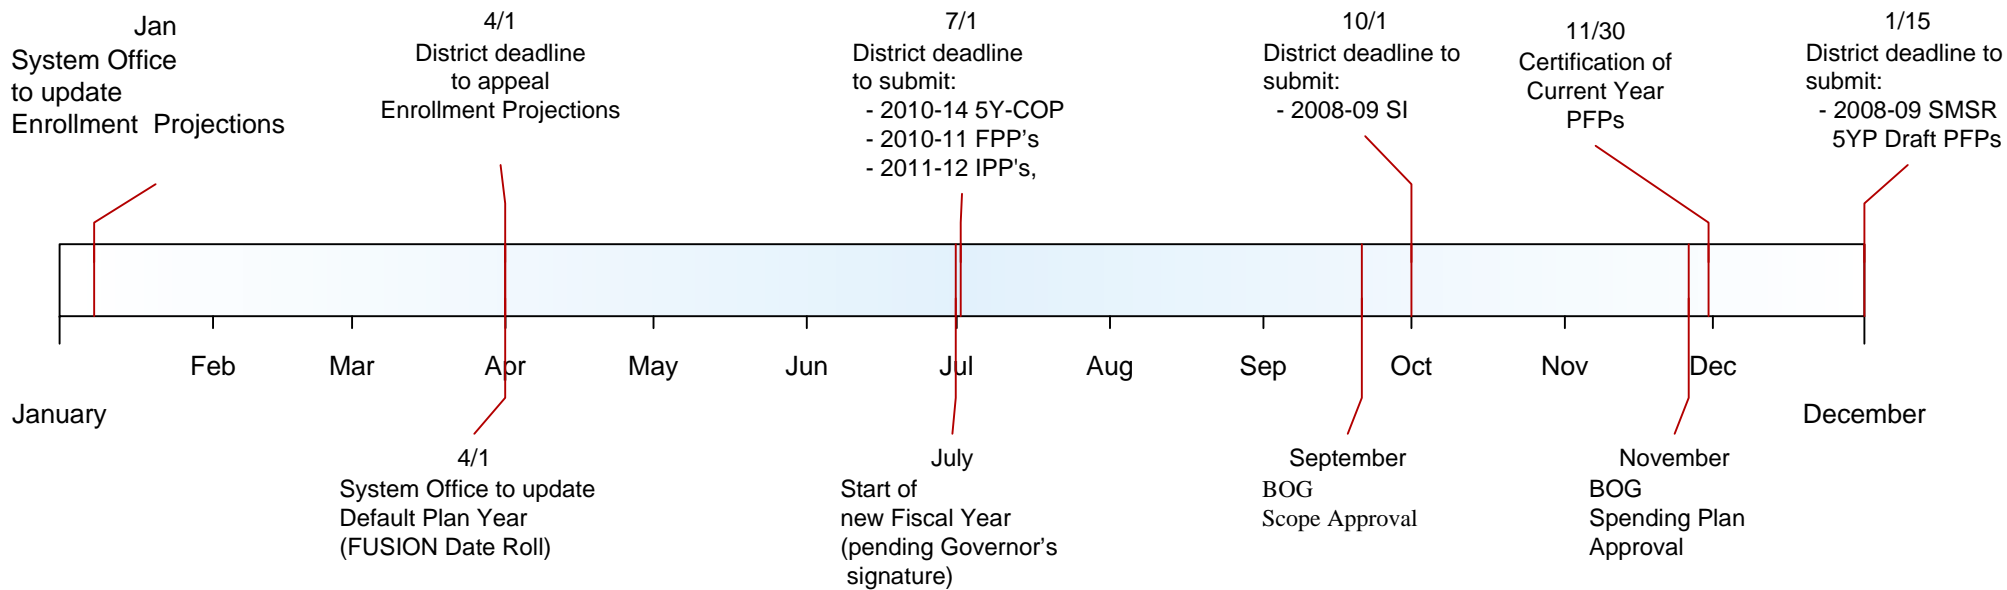 Jan
System Office
to update
Enrollment Projections
4/1
District deadline
to appeal
Enrollment Projections
7/1
District deadline
to submit:
- 2010-14 5Y-COP
- 2010-11 FPP’s
- 2011-12 IPP's,
10/1
District deadline to
submit:
- 2008-09 SI
11/30
Certification of
Current Year
PFPs
1/15
District deadline to
submit:
- 2008-09 SMSR
5YP Draft PFPs
Feb
Mar
Apr
May
Jun
Jul
Aug
Sep
Oct
Nov
Dec
January
December
4/1
System Office to update
Default Plan Year
(FUSION Date Roll)
July
Start of
new Fiscal Year
(pending Governor’s
signature)
September
BOG
Scope Approval
November
BOG
Spending Plan
Approval